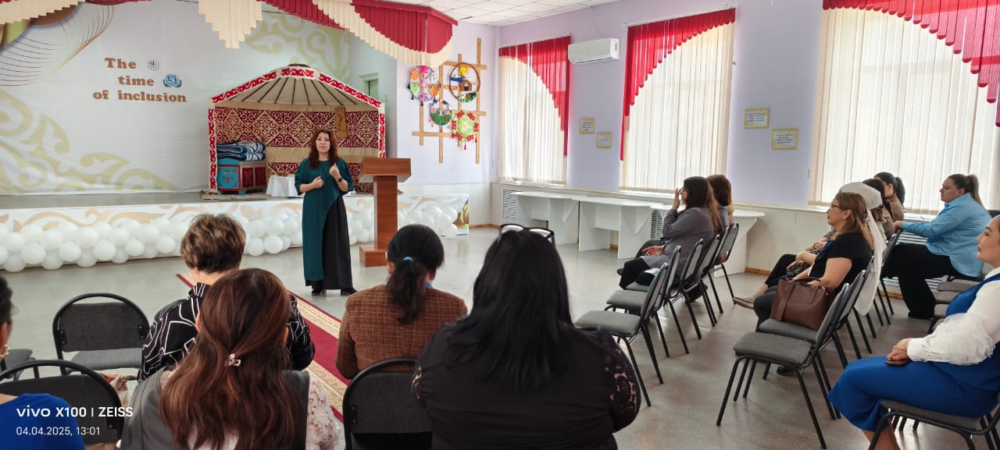 The
time
of inclusion
vivo X100 | ZEISS
04.04.2025, 13:01